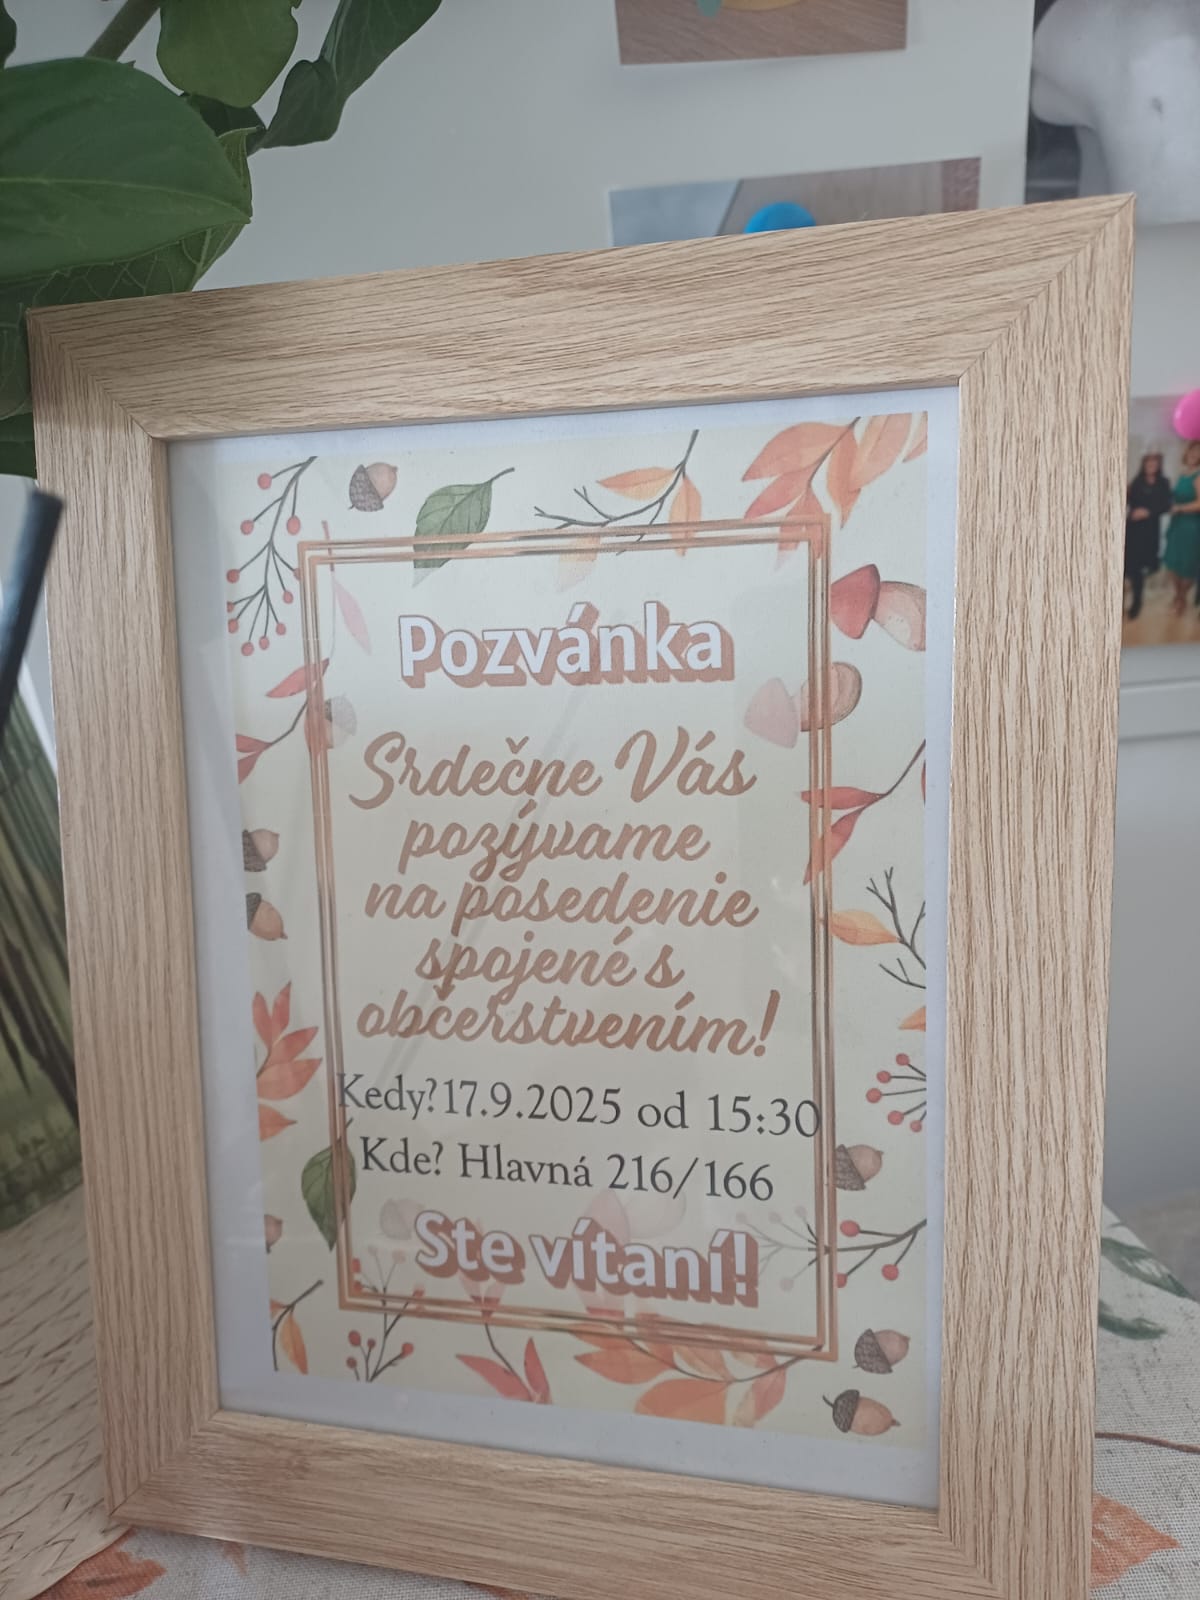 Pozvánka
Srdečne Vás
pozývame
na posedenie
spojené s
občerstvením!
Kedy?17.9.2025 od 15:30
Kde? Hlavná 216/166
Ste vítaní!